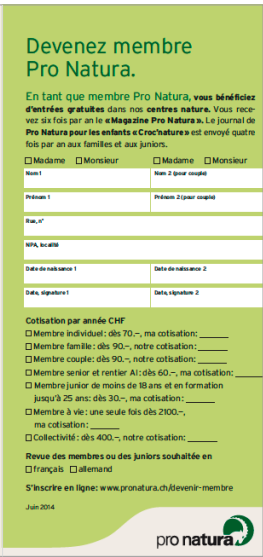 Devenez membre
Pro Natura.
En tant que membre Pro Natura, vous bénéficiez
d'entrées gratuites dans nos centres nature. Vous rece-
vez six fois par an le «Magazine Pro Natura». Le journal de
Pro Natura pour les enfants «Croc'nature» est envoyé quatre
fois par an aux familles et aux juniors.
☐ Madame ☐ Monsieur ☐ Madame ☐ Monsieur
Nom 1 Nom 2 (pour couple)
Prénom 1 Prénom 2 (pour couple)
Rue, n°
NPA, localité
Date de naissance 1 Date de naissance 2
Date, signature 1 Date, signature 2
Cotisation par année CHF
☐ Membre individuel: dès 70.–, ma cotisation: ______
☐ Membre famille: dès 90.–, notre cotisation: ______
☐ Membre couple: dès 90.–, notre cotisation: ______
☐ Membre senior et rentier AI: dès 60.–, ma cotisation: ______
☐ Membre junior de moins de 18 ans et en formation
jusqu'à 25 ans: dès 30.–, ma cotisation: ______
☐ Membre à vie: une seule fois dès 2100.–,
ma cotisation: ______
☐ Collectivité: dès 400.–, notre cotisation: ______
Revue des membres ou des juniors souhaitée en
☐ français ☐ allemand
S'inscrire en ligne: www.pronatura.ch/devenir-membre
Juin 2014
pro natura